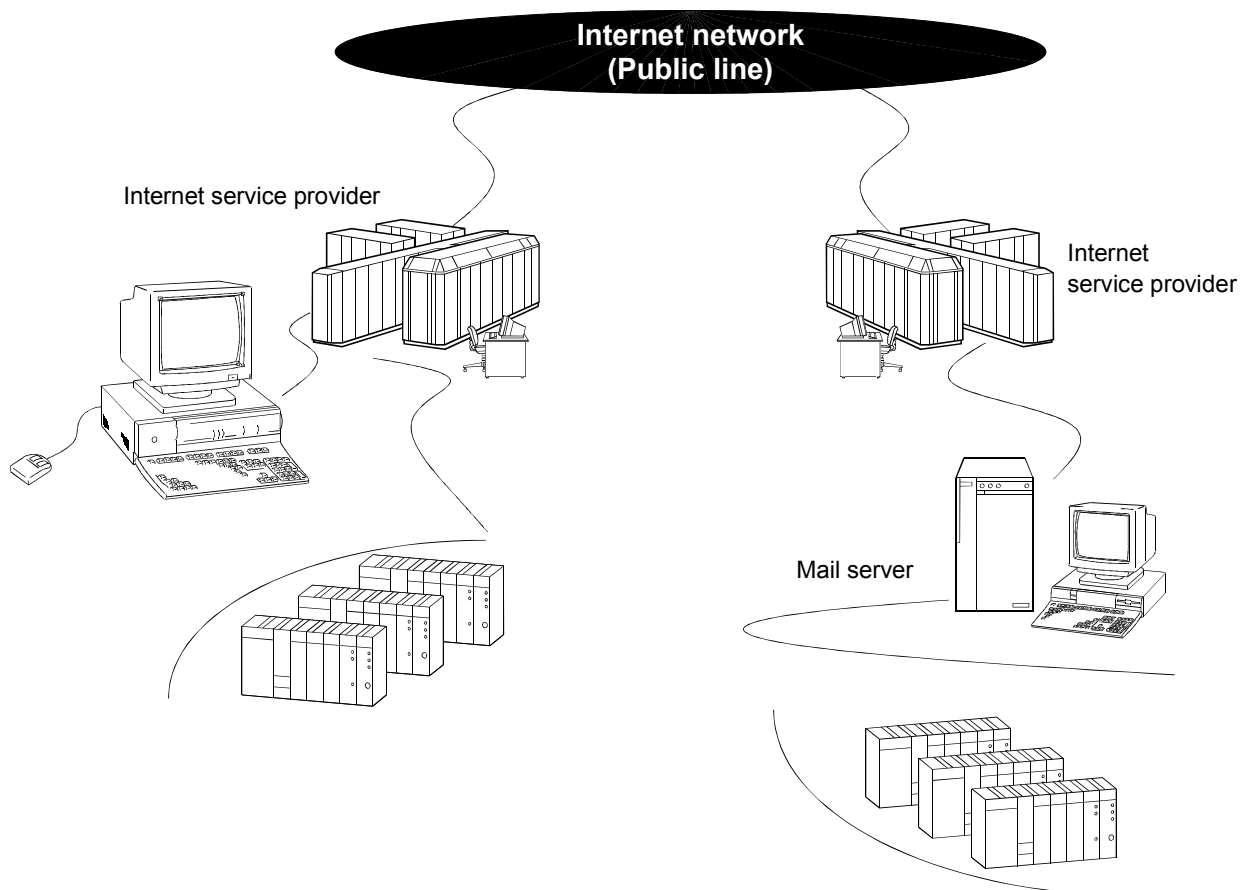 Internet network
(Public line)
Internet service provider
Internet
service provider
Mail server